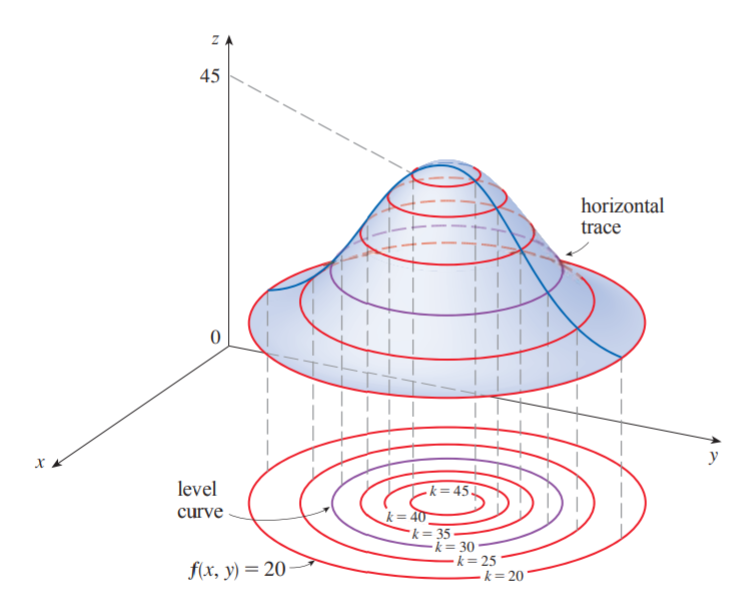 z
45
horizontal
trace
0
x
y
level
curve
k = 45
k = 40
k = 35
k = 30
k = 25
f(x, y) = 20
k = 20